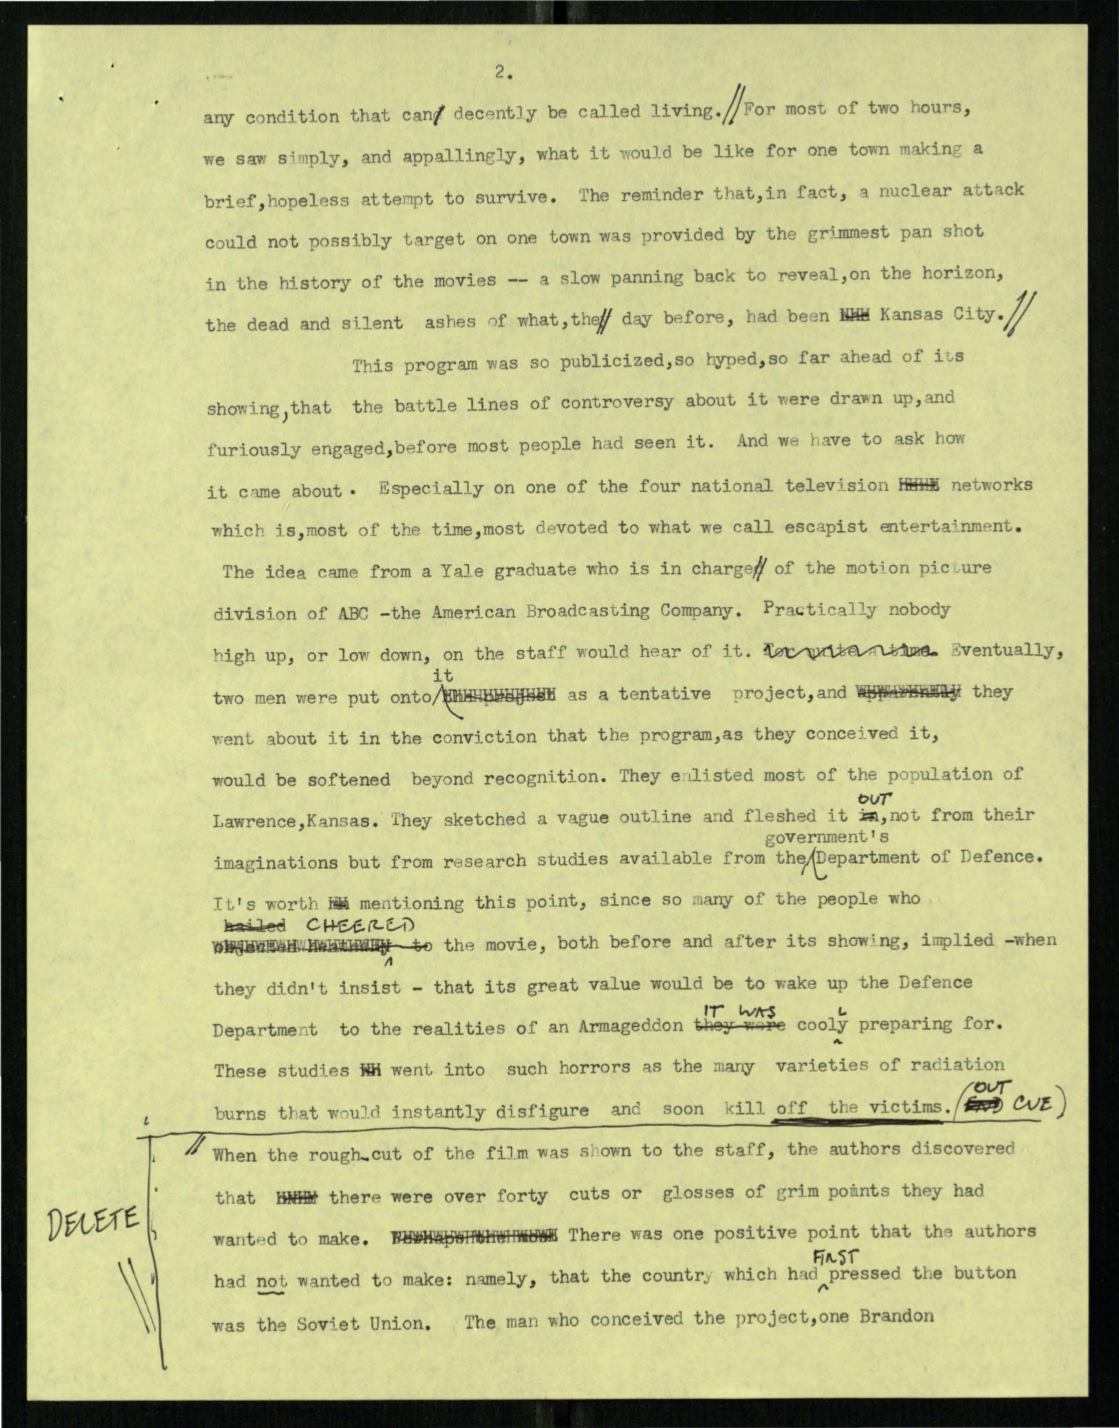 2.
any condition that can decently be called living.//For most of two hours,
we saw simply, and appallingly, what it would be like for one town making a
brief,hopeless attempt to survive. The reminder that,in fact, a nuclear attack
could not possibly target on one town was provided by the grimmest pan shot
in the history of the movies -- a slow panning back to reveal,on the horizon,
the dead and silent ashes of what,the// day before, had been Kansas City.//
This program was so publicized,so hyped,so far ahead of its
showing,that the battle lines of controversy about it were drawn up,and
furiously engaged,before most people had seen it. And we have to ask how
it came about. Especially on one of the four national television networks
which is,most of the time,most devoted to what we call escapist entertainment.
The idea came from a Yale graduate who is in charge// of the motion picture
division of ABC -the American Broadcasting Company. Practically nobody
high up, or low down, on the staff would hear of it. for quite a time. Eventually,
it
two men were put onto/ the project as a tentative project,and apparently they
went about it in the conviction that the program,as they conceived it,
would be softened beyond recognition. They enlisted most of the population of
OUT
Lawrence,Kansas. They sketched a vague outline and fleshed it in,not from their
government's
imaginations but from research studies available from the/Department of Defence.
It's worth mentioning this point, since so many of the people who
hailed CHEERED
to the movie, both before and after its showing, implied -when
they didn't insist - that its great value would be to wake up the Defence
IT WAS L
Department to the realities of an Armageddon they were cooly preparing for.
These studies went into such horrors as the many varieties of radiation
OUT
burns that would instantly disfigure and soon kill off the victims. (END CUE)
// When the rough-cut of the film was shown to the staff, the authors discovered
that there were over forty cuts or glosses of grim points they had
DELETE
wanted to make. There was one positive point that the authors
FIRST
had not wanted to make: namely, that the country which had pressed the button
was the Soviet Union. The man who conceived the project,one Brandon